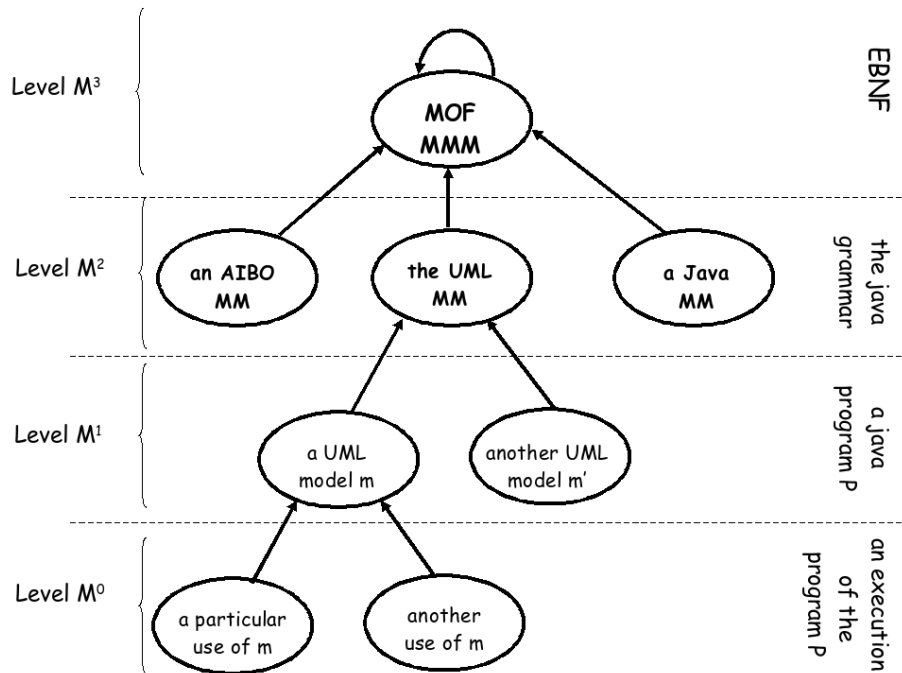 Level M³
MOF
MMM
EBNF
Level M²
an AIBO
MM
the UML
MM
a Java
MM
the java
grammar
Level M¹
a UML
model m
another UML
model m’
a java
program P
Level M⁰
a particular
use of m
another
use of m
an execution
of the
program P